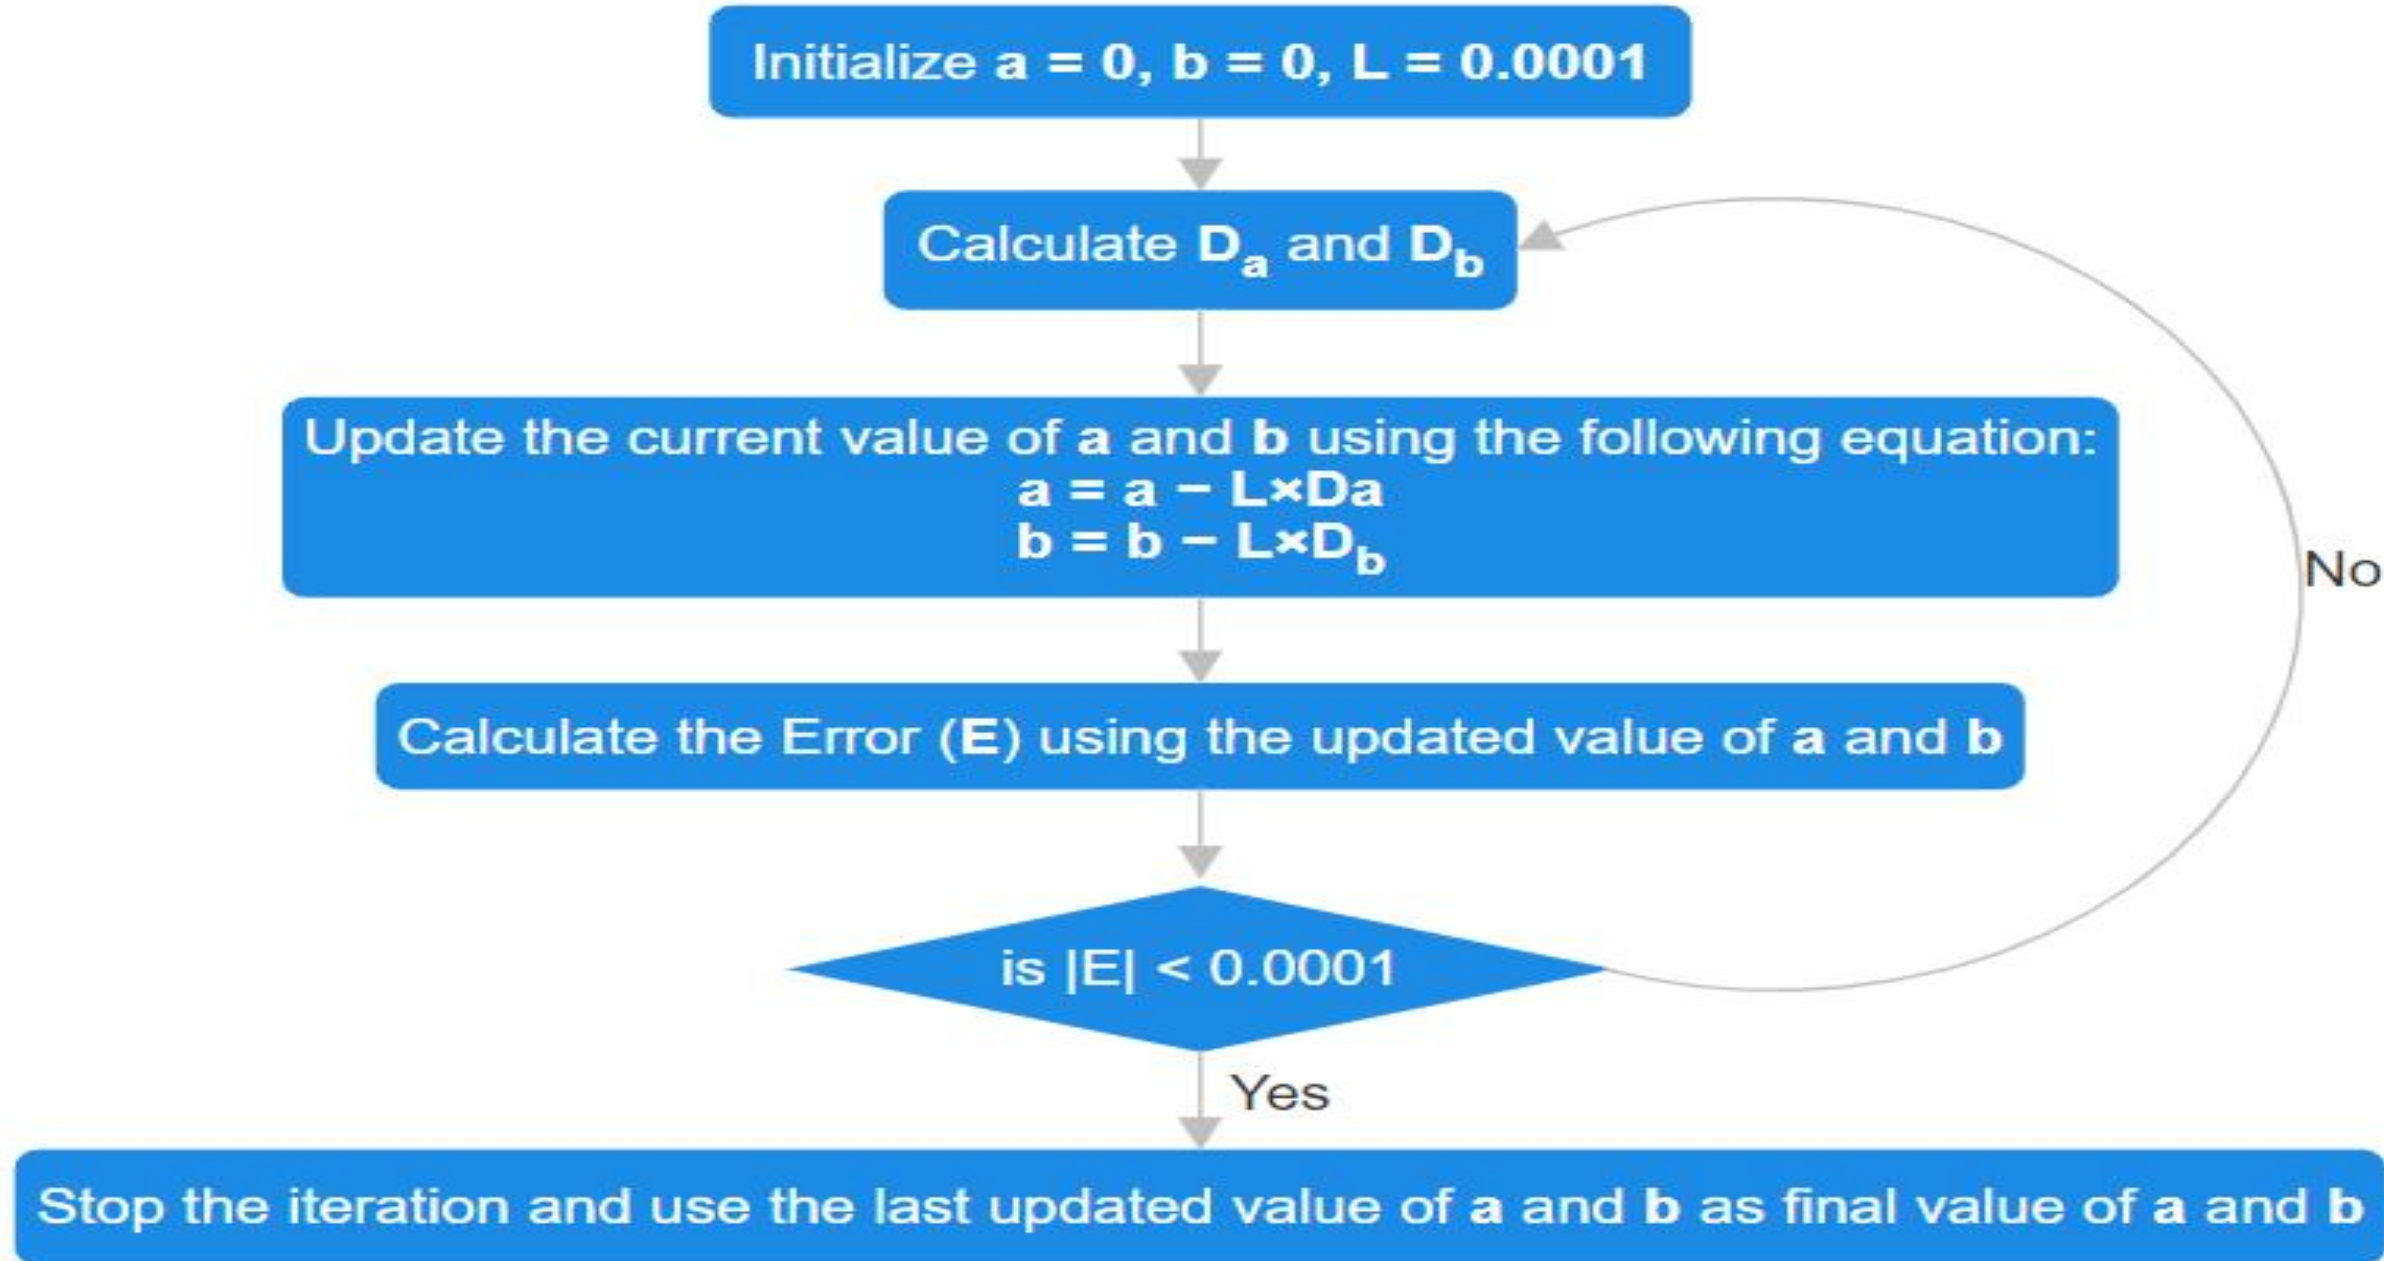 Initialize a = 0, b = 0, L = 0.0001
Calculate Da and Db
Update the current value of a and b using the following equation:
a = a − L×Da
b = b − L×Db
No
Calculate the Error (E) using the updated value of a and b
is |E| < 0.0001
Yes
Stop the iteration and use the last updated value of a and b as final value of a and b